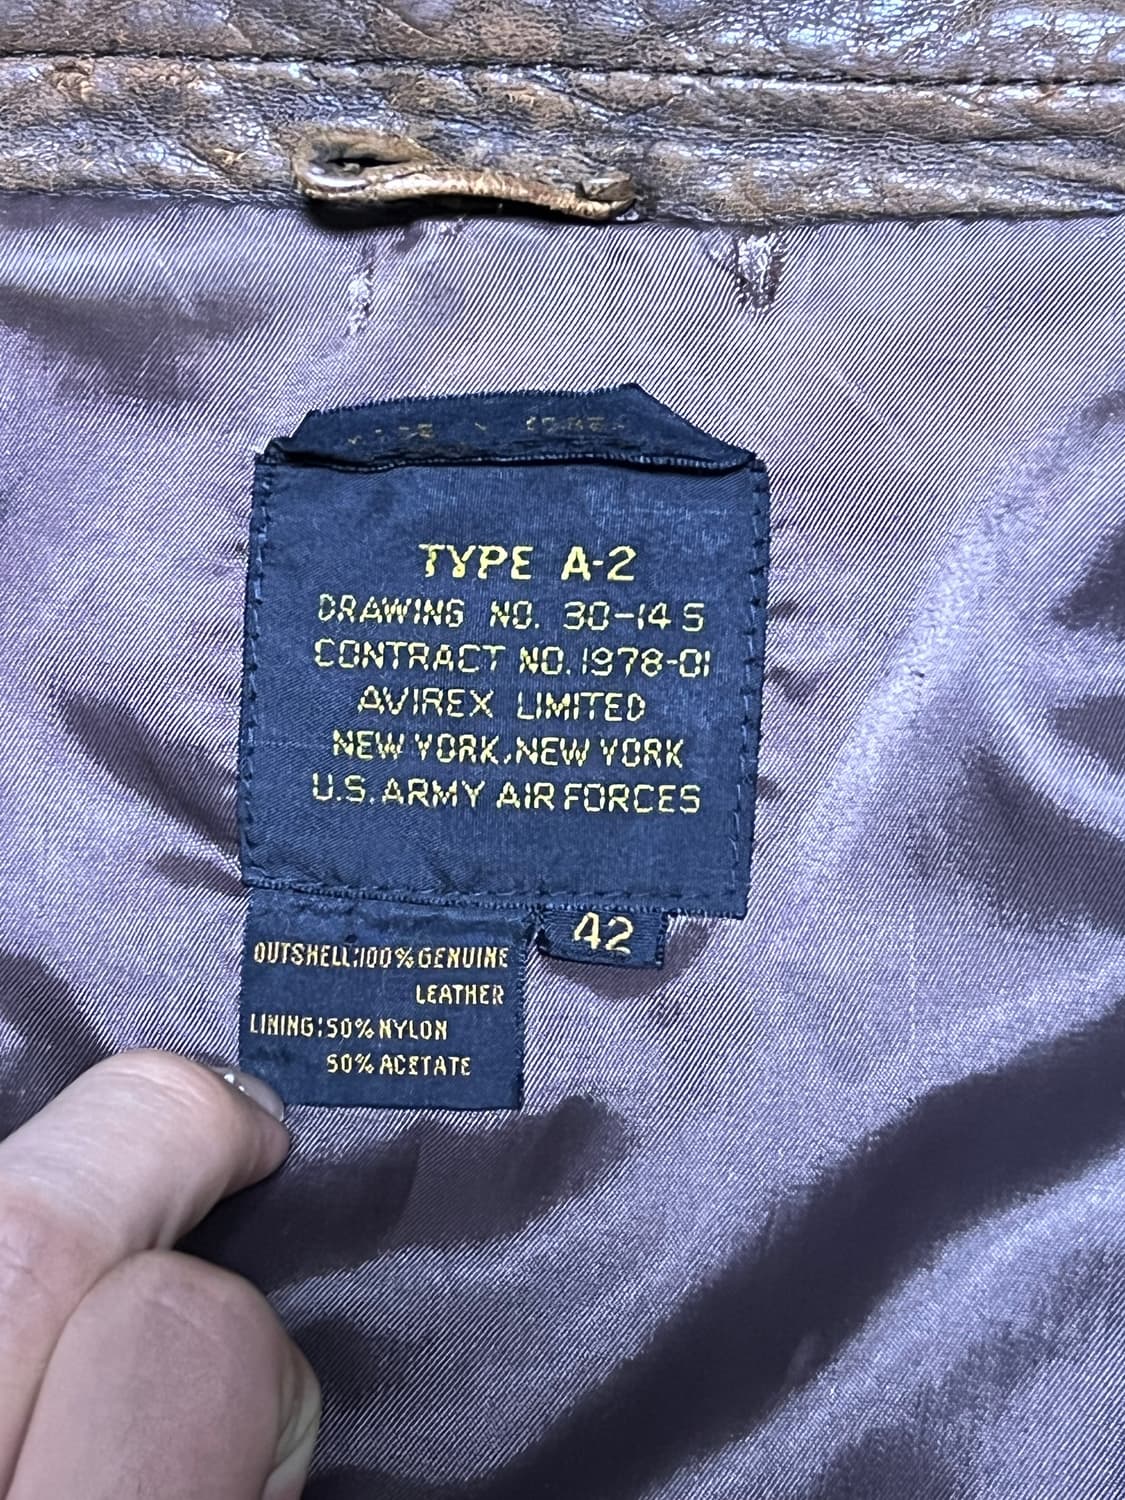 TYPE A-2
DRAWING NO. 30-14 5
CONTRACT NO. 1978-01
AVIREX LIMITED
NEW YORK, NEW YORK
U.S. ARMY AIR FORCES
42
OUTSHELL:100% GENUINE
LEATHER
LINING:50% NYLON
50% ACETATE